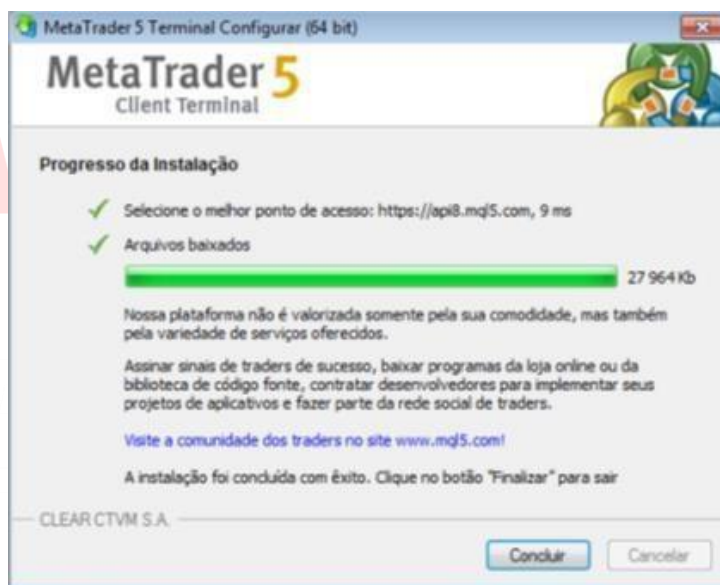 MetaTrader 5 Terminal Configurar (64 bit)
MetaTrader 5
Client Terminal
Progresso da Instalação
Selecione o melhor ponto de acesso: https://api8.mql5.com, 9 ms
Arquivos baixados
27 964 Kb
Nossa plataforma não é valorizada somente pela sua comodidade, mas também
pela variedade de serviços oferecidos.
Assinar sinais de traders de sucesso, baixar programas da loja online ou da
biblioteca de código fonte, contratar desenvolvedores para implementar seus
projetos de aplicativos e fazer parte da rede social de traders.
Visite a comunidade dos traders no site www.mql5.com!
A instalação foi concluída com êxito. Clique no botão "Finalizar" para sair
CLEAR CTVM S.A.
Concluir
Cancelar